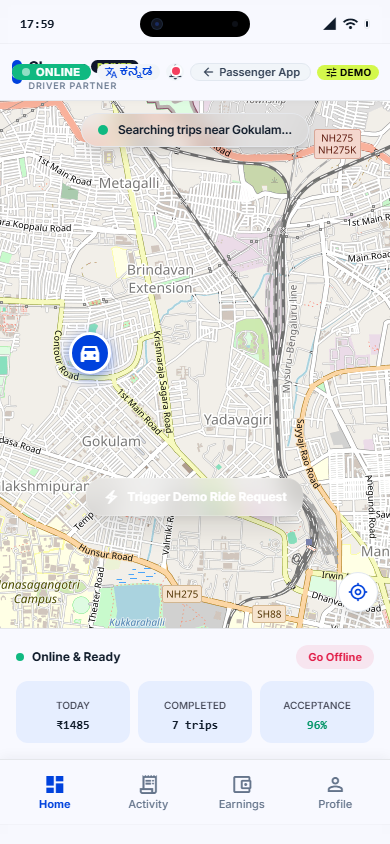 17:59
ONLINE
ಕನ್ನಡ
Passenger App
DEMO
DRIVER PARTNER
Searching trips near Gokulam...
Township
NH275
NH275K
1st Main Road
Metagalli
1st Main R
Koppalu Road
Main Road
Brindavan
Extension
Mysuru-Bengaluru line
Contour Road
Krishnaraja Sagara Road
1st Main Road
Yadavagiri
Sayyaji Rao Road
Gokulam
dasa Road
lakshmipuram
Trigger Demo Ride Request
Temp
Valmiki R
Hunsur Road
Irwin
Manasagangotri
Campus
Theater Road
NH275
Kukkarahalli
SH88
Dhanvan
Online & Ready
Go Offline
TODAY
COMPLETED
ACCEPTANCE
₹1485
7 trips
96%
Home
Activity
Earnings
Profile